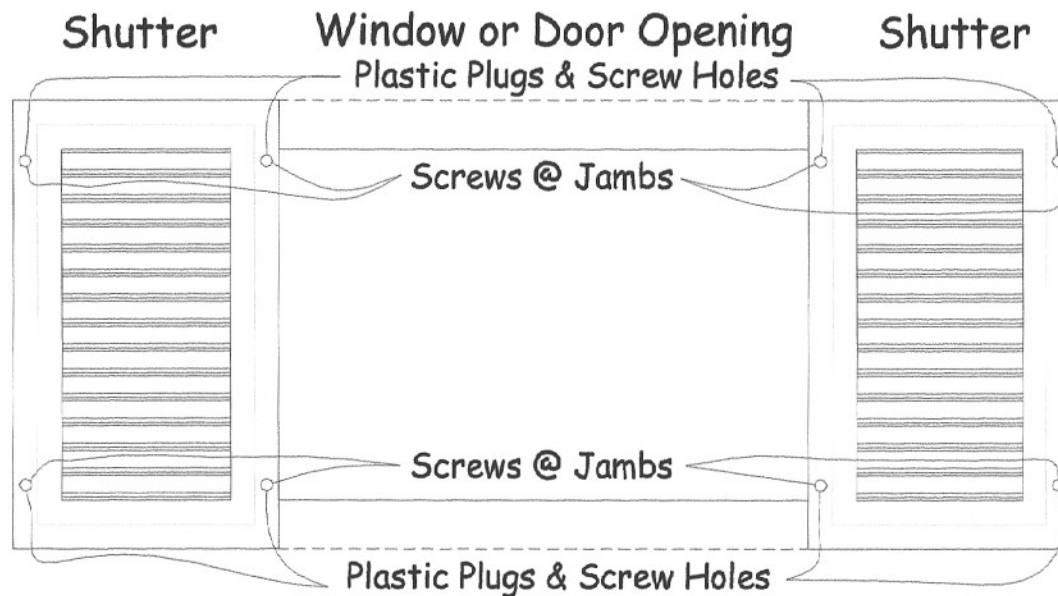 Shutter
Window or Door Opening
Shutter
Plastic Plugs & Screw Holes
Screws @ Jambs
Screws @ Jambs
Plastic Plugs & Screw Holes